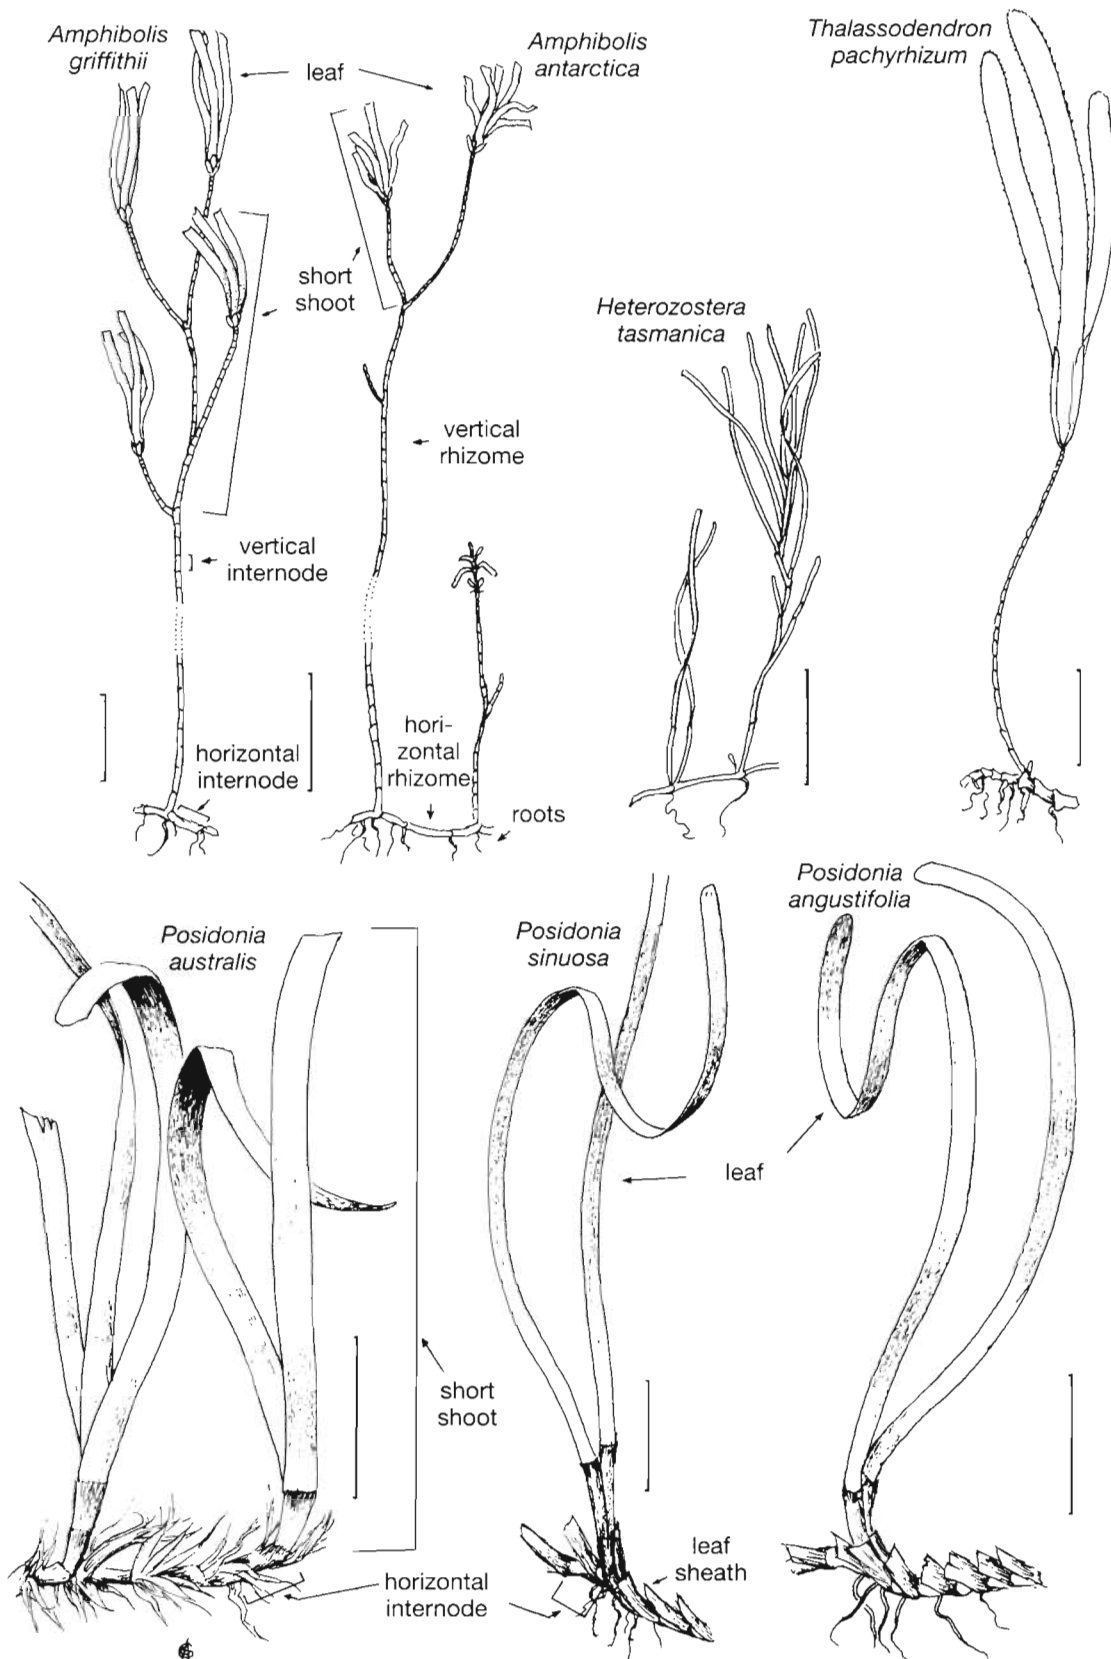 Amphibolis
griffithii
leaf
Amphibolis
antarctica
Thalassodendron
pachyrhizum
short
shoot
Heterozostera
tasmanica
vertical
rhizome
vertical
internode
horizontal
internode
hori-
zontal
rhizome
roots
Posidonia
australis
Posidonia
sinuosa
Posidonia
angustifolia
leaf
short
shoot
leaf
sheath
horizontal
internode